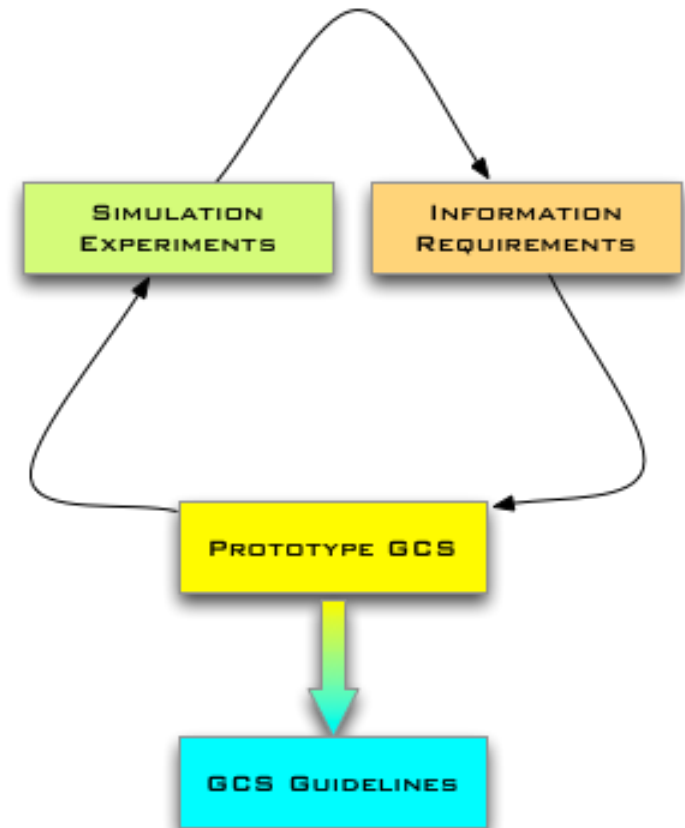 Simulation
Experiments
Information
Requirements
Prototype GCS
GCS Guidelines